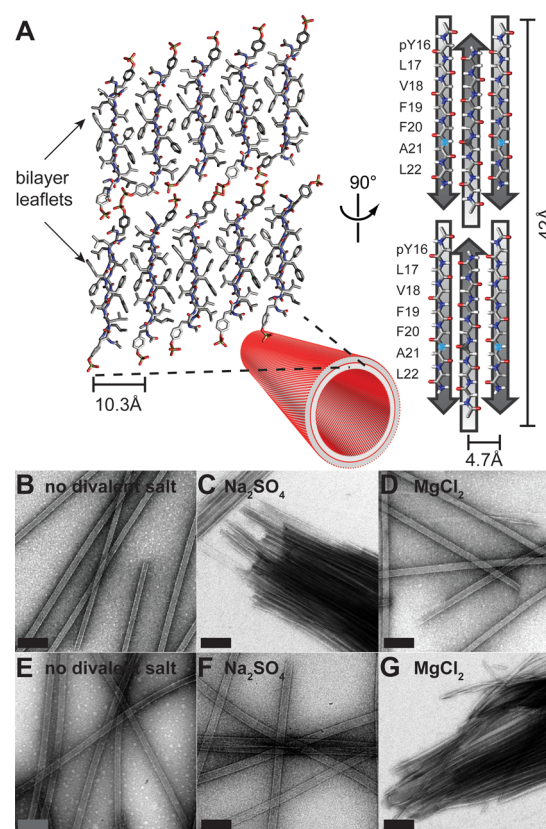 A
bilayer
leaflets
90°
10.3Å
pY16
L17
V18
F19
F20
A21
L22
pY16
L17
V18
F19
F20
A21
L22
42Å
4.7Å
B no divalent salt
C Na₂SO₄
D MgCl₂
E no divalent salt
F Na₂SO₄
G MgCl₂